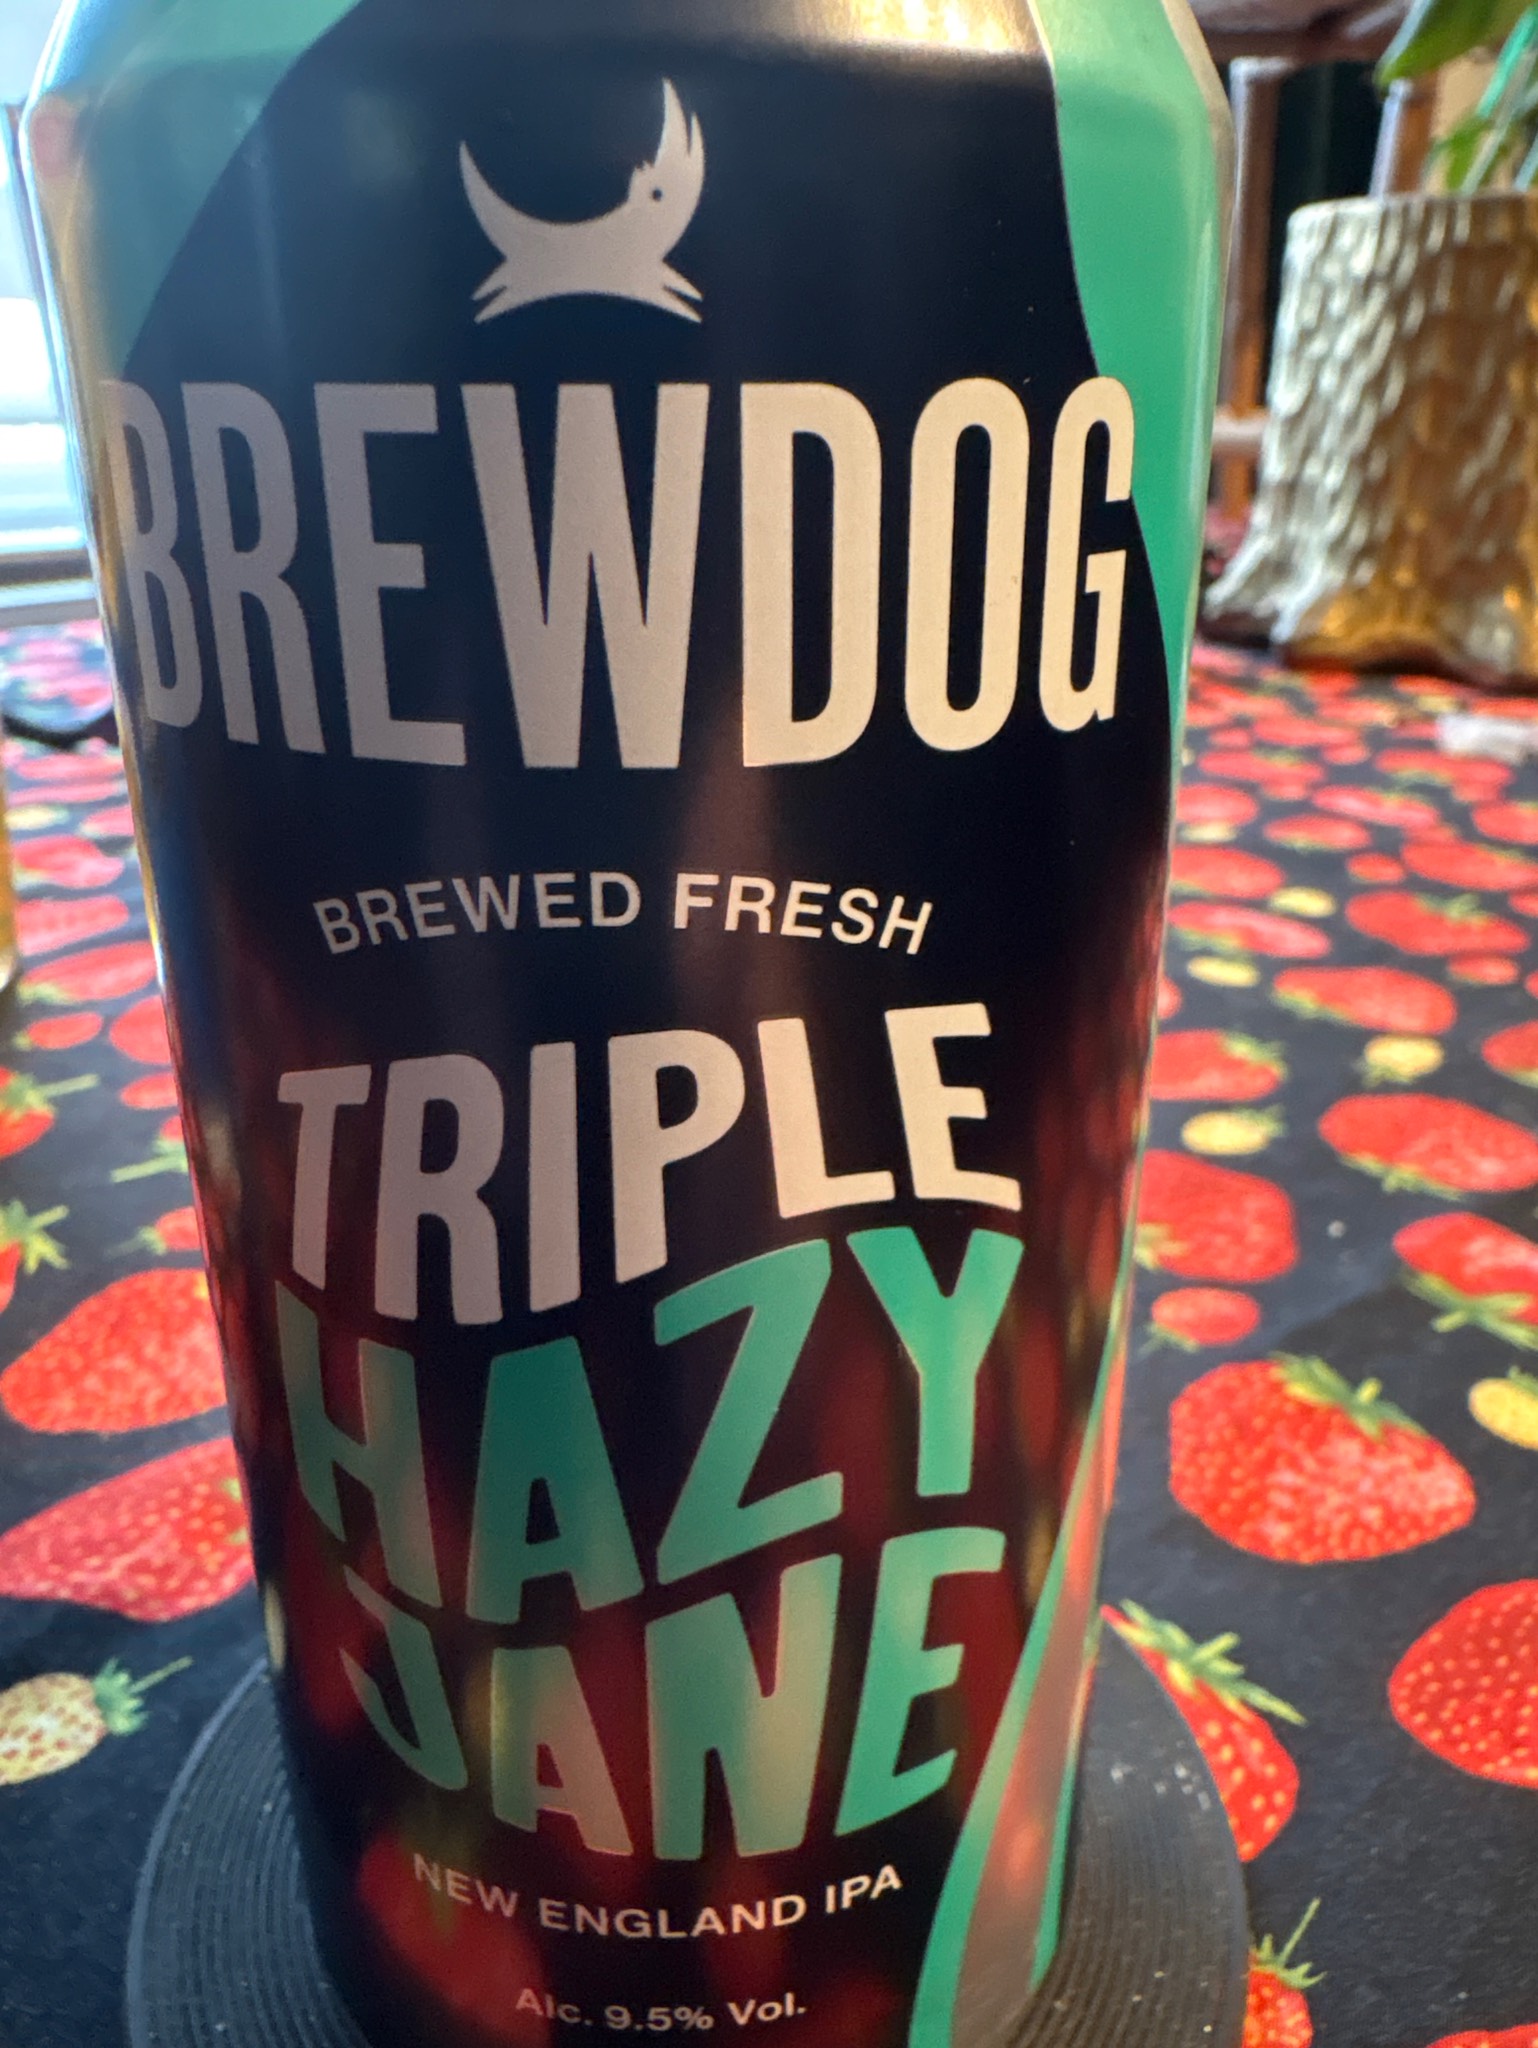 BREWDOG
BREWED FRESH
TRIPLE
HAZY
JANE
NEW ENGLAND IPA
Alc. 9.5% Vol.